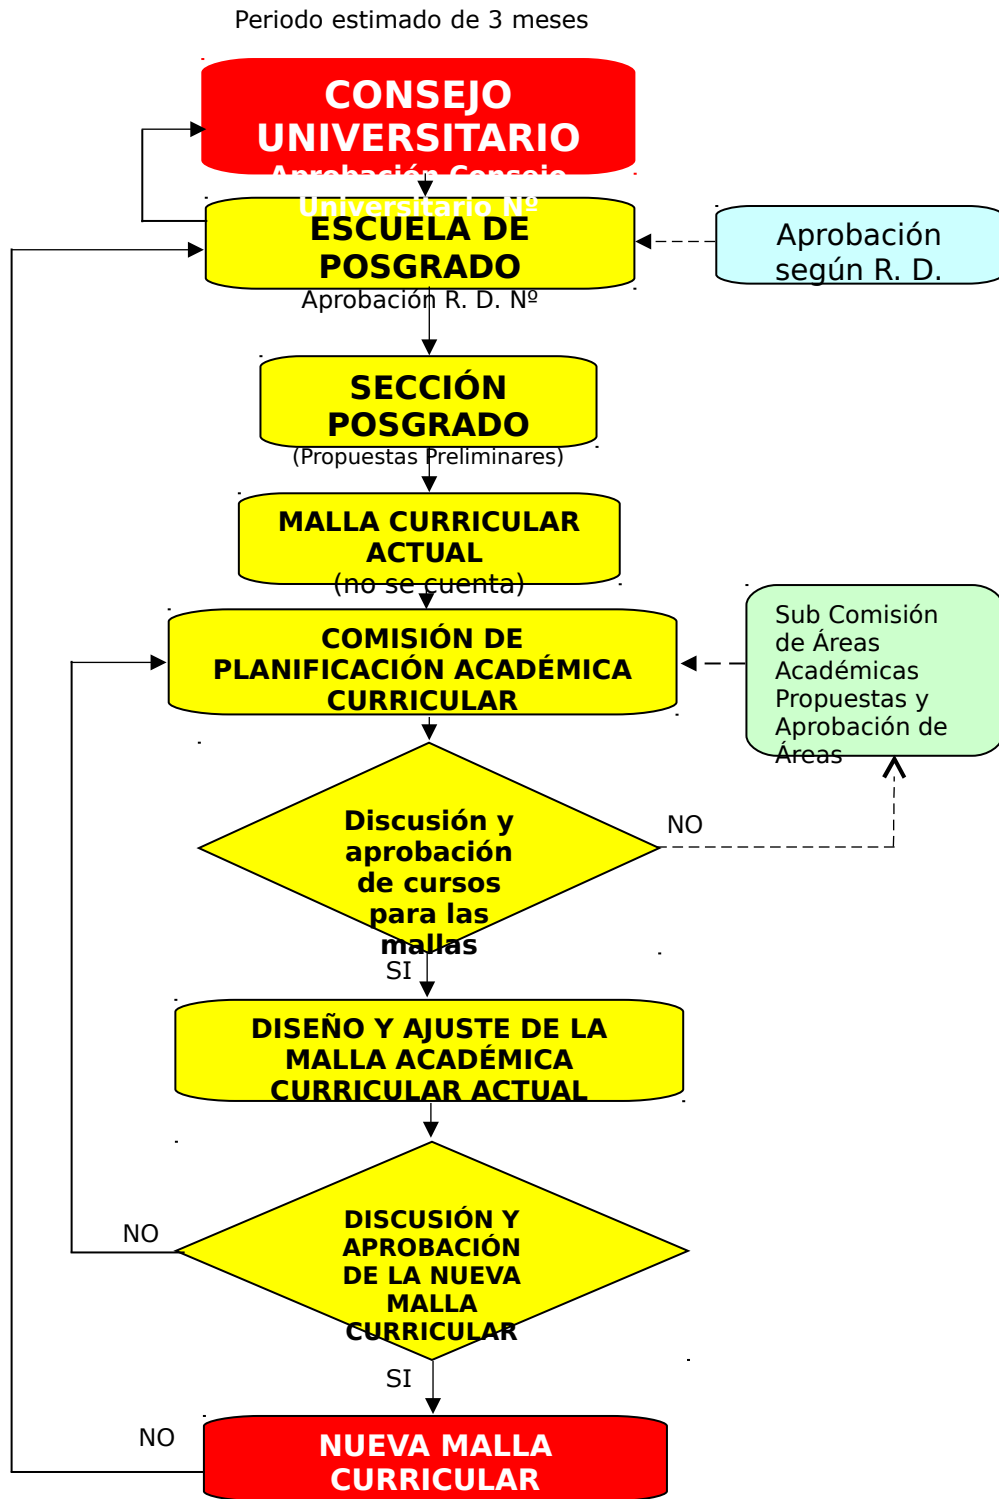 Periodo estimado de 3 meses
CONSEJO
UNIVERSITARIO
Aprobación Consejo
Universitario Nº
ESCUELA DE
POSGRADO
Aprobación R. D. Nº
Aprobación
según R. D.
SECCIÓN
POSGRADO
(Propuestas Preliminares)
MALLA CURRICULAR
ACTUAL
(no se cuenta)
COMISIÓN DE
PLANIFICACIÓN ACADÉMICA
CURRICULAR
Sub Comisión
de Áreas
Académicas
Propuestas y
Aprobación de
Áreas
Discusión y
aprobación
de cursos
para las
mallas
NO
SI
DISEÑO Y AJUSTE DE LA
MALLA ACADÉMICA
CURRICULAR ACTUAL
DISCUSIÓN Y
APROBACIÓN
DE LA NUEVA
MALLA
CURRICULAR
NO
SI
NO
NUEVA MALLA
CURRICULAR